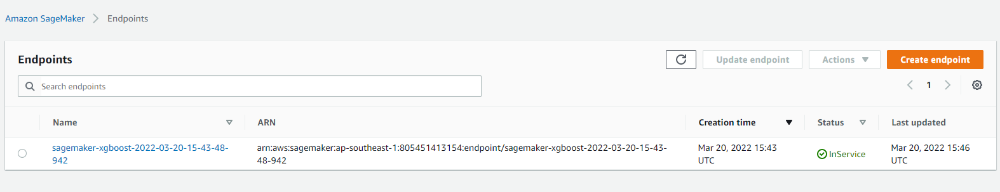 Amazon SageMaker > Endpoints
Endpoints
Update endpoint
Actions
Create endpoint
Search endpoints
1
Name
ARN
Creation time
Status
Last updated
sagemaker-xgboost-2022-03-20-15-43-48-
942
arn:aws:sagemaker:ap-southeast-1:805451413154:endpoint/sagemaker-xgboost-2022-03-20-15-43-
48-942
Mar 20, 2022 15:43
UTC
InService
Mar 20, 2022 15:46
UTC